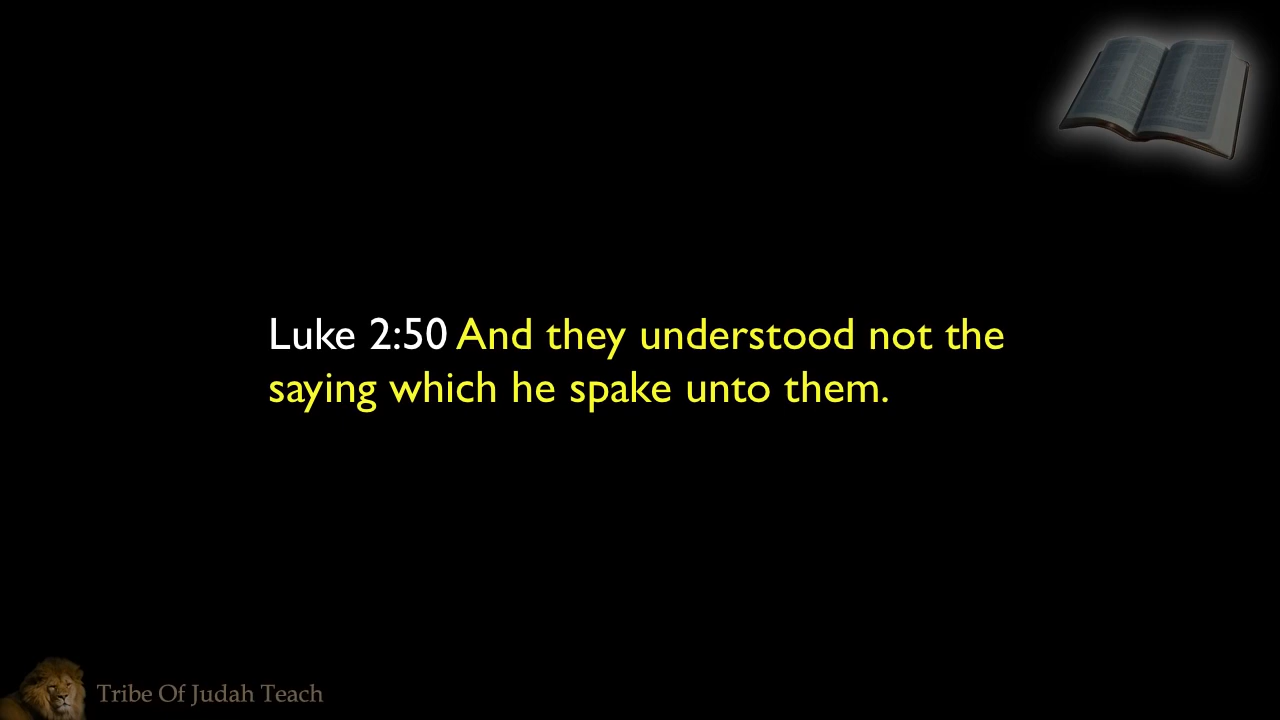 Luke 2:50 And they understood not the
saying which he spake unto them.
Tribe Of Judah Teach